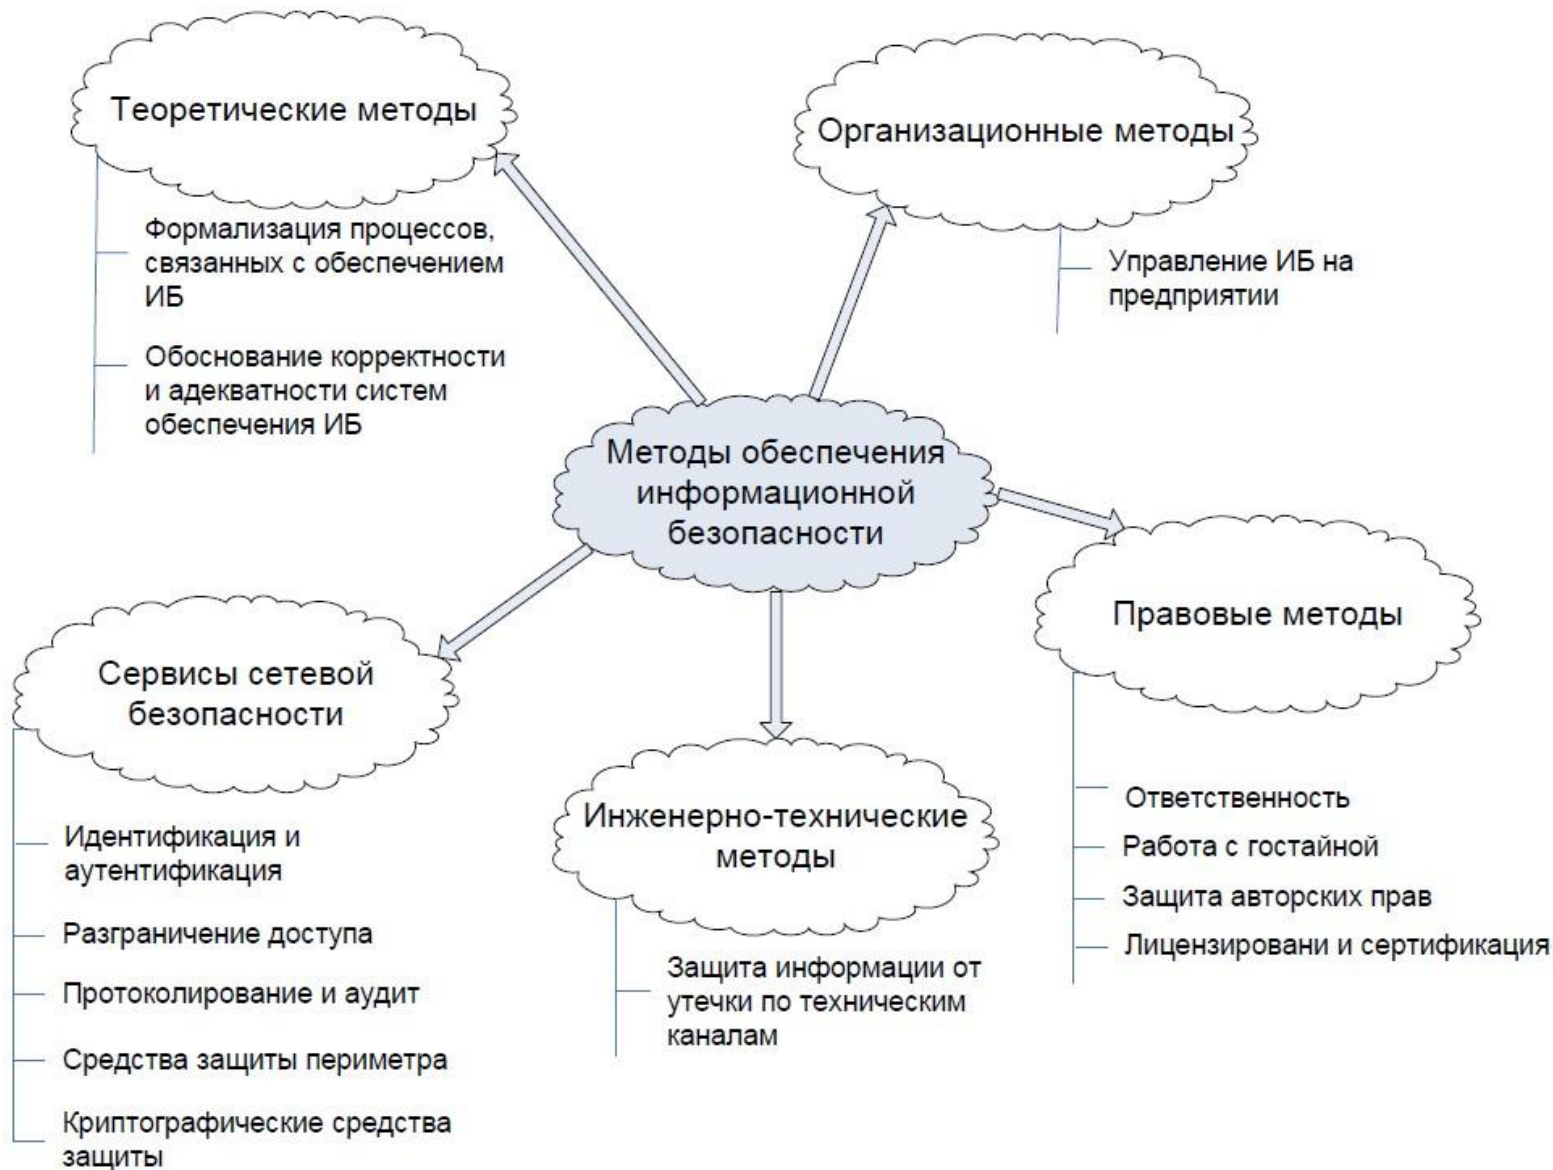 Теоретические методы
Формализация процессов,
связанных с обеспечением
ИБ
Обоснование корректности
и адекватности систем
обеспечения ИБ
Организационные методы
Управление ИБ на
предприятии
Методы обеспечения
информационной
безопасности
Правовые методы
Ответственность
Работа с гостайной
Защита авторских прав
Лицензировани и сертификация
Сервисы сетевой
безопасности
Идентификация и
аутентификация
Разграничение доступа
Протоколирование и аудит
Средства защиты периметра
Криптографические средства
защиты
Инженерно-технические
методы
Защита информации от
утечки по техническим
каналам